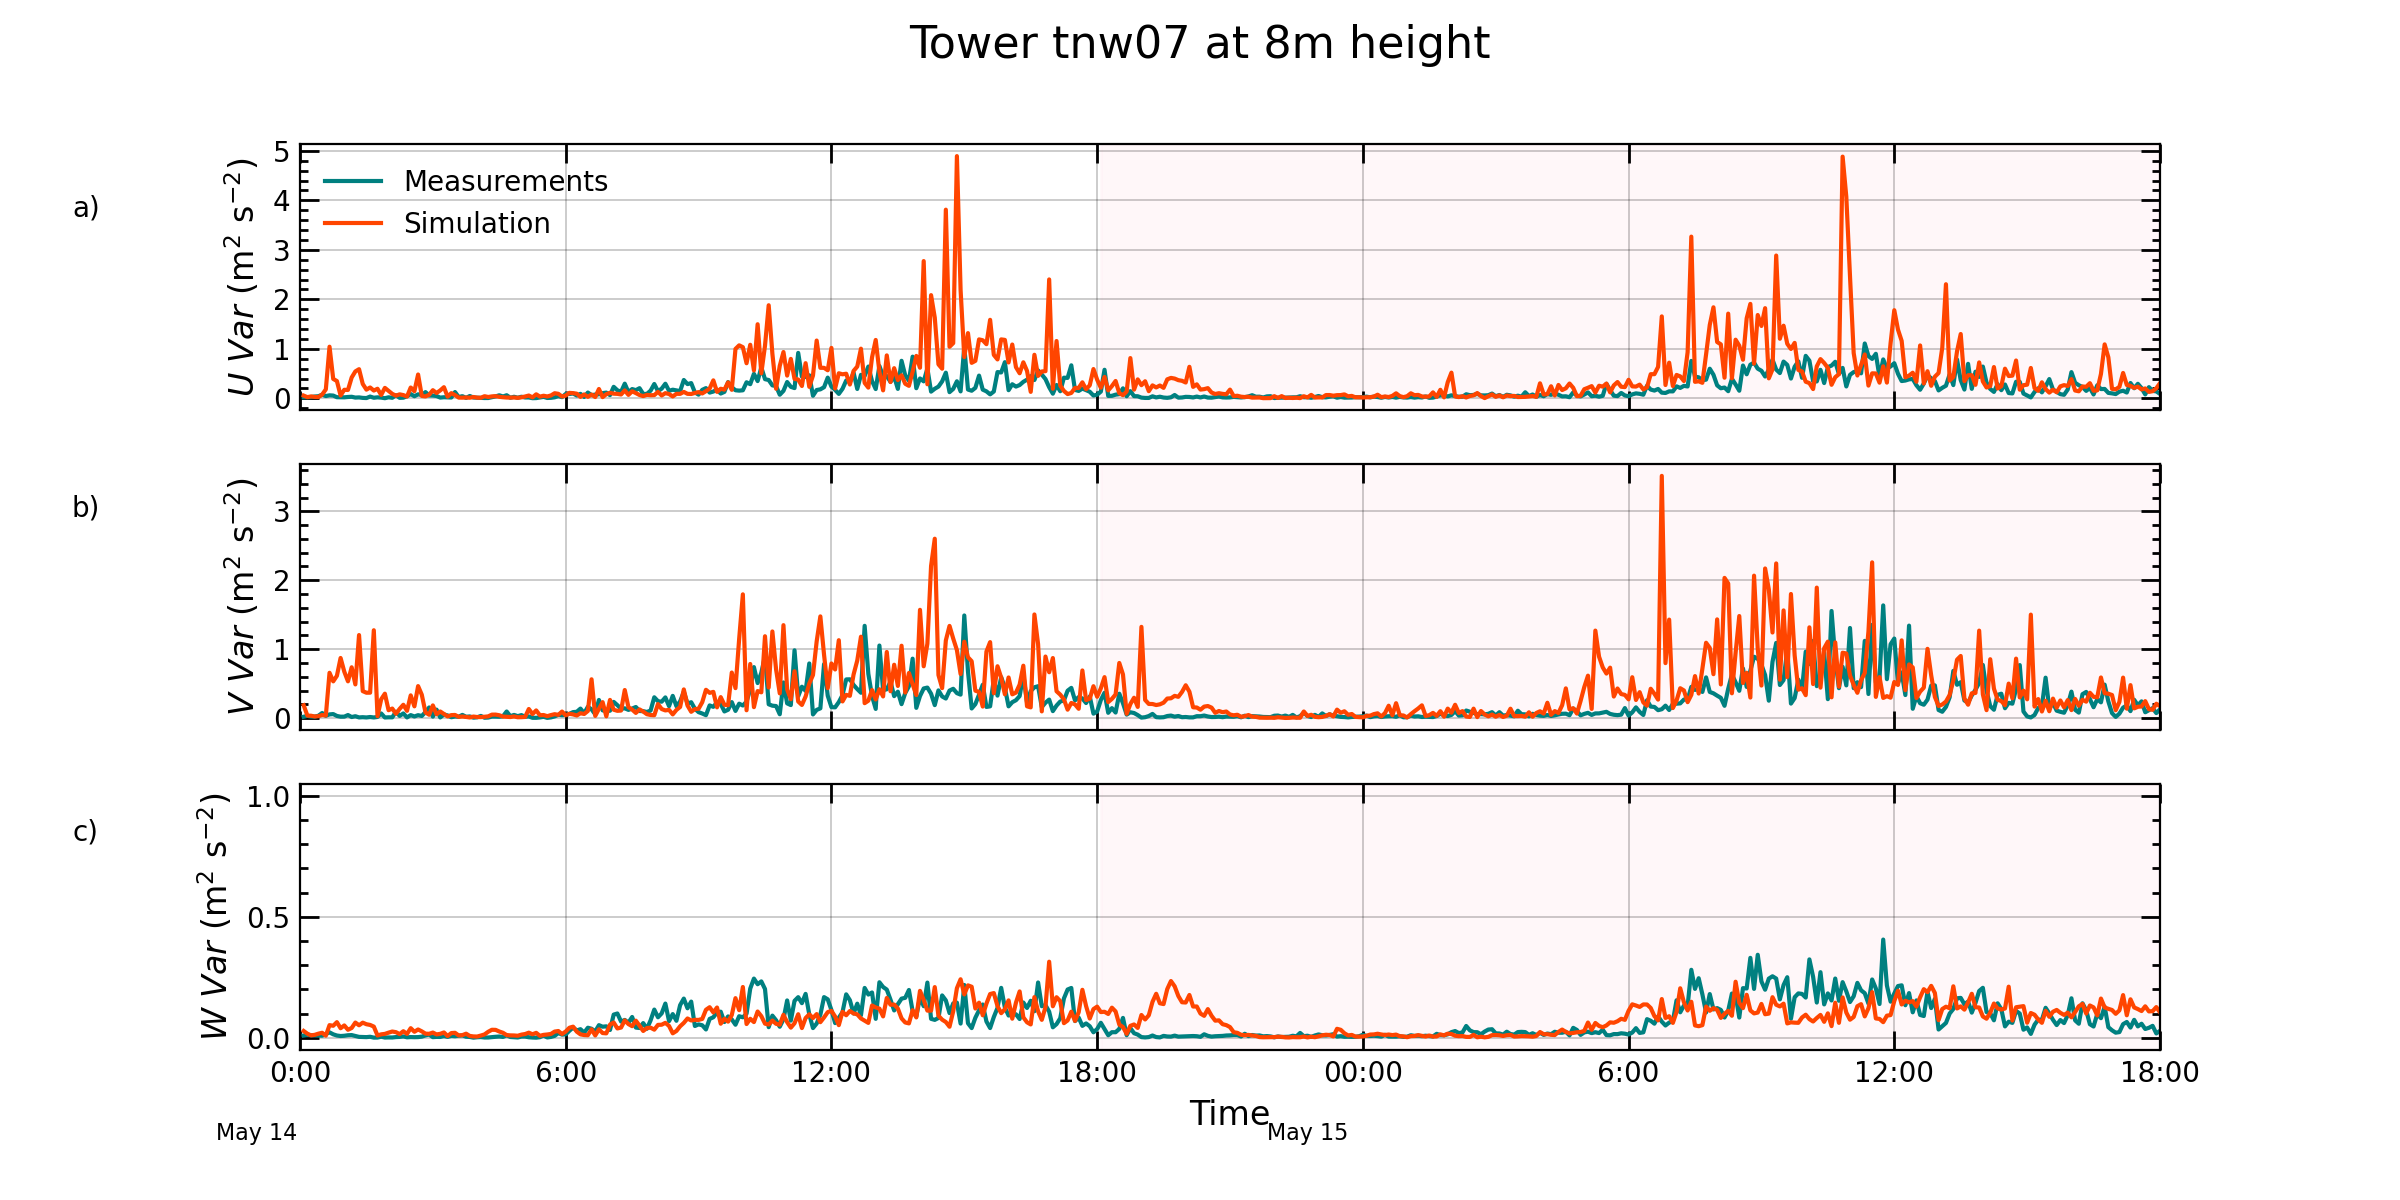 Tower tnw07 at 8m height
a)
U Var (m² s⁻²)
5
4
3
2
1
0
Measurements
Simulation
b)
V Var (m² s⁻²)
3
2
1
0
c)
W Var (m² s⁻²)
1.0
0.5
0.0
0:00 6:00 12:00 18:00 00:00 6:00 12:00 18:00
Time
May 14 May 15